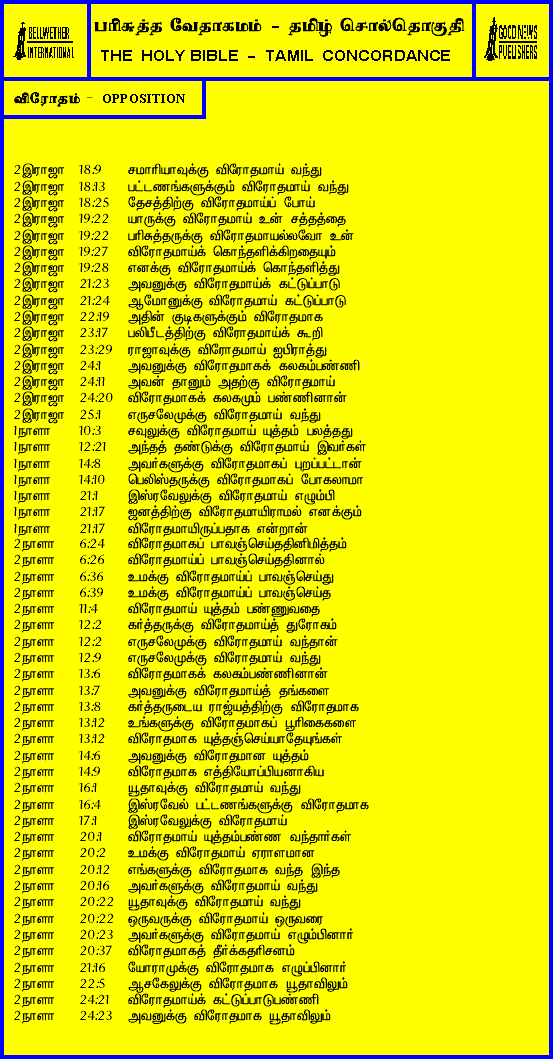 BELLWETHER
INTERNATIONAL
பரிசுத்த வேதாகமம் - தமிழ் சொல்தொகுதி
THE HOLY BIBLE - TAMIL CONCORDANCE
GOOD NEWS
PUBLISHERS
விரோதம் - OPPOSITION
2இராஜா 18:9 சமாரியாவுக்கு விரோதமாய் வந்து
2இராஜா 18:13 பட்டணங்களுக்கும் விரோதமாய் வந்து
2இராஜா 18:25 தேசத்திற்கு விரோதமாய்ப் போய்
2இராஜா 19:22 யாருக்கு விரோதமாய் உன் சத்தத்தை
2இராஜா 19:22 பரிசுத்தருக்கு விரோதமாயல்லவோ உன்
2இராஜா 19:27 விரோதமாய்க் கொந்தளிக்கிறதையும்
2இராஜா 19:28 எனக்கு விரோதமாய்க் கொந்தளித்து
2இராஜா 21:23 அவனுக்கு விரோதமாய்க் கட்டுப்பாடு
2இராஜா 21:24 ஆமோனுக்கு விரோதமாய் கட்டுப்பாடு
2இராஜா 22:19 அதின் குடிகளுக்கும் விரோதமாக
2இராஜா 23:17 பலிபீடத்திற்கு விரோதமாய்க் கூறி
2இராஜா 23:29 ராஜாவுக்கு விரோதமாய் ஐபிராத்து
2இராஜா 24:1 அவனுக்கு விரோதமாகக் கலகம்பண்ணி
2இராஜா 24:11 அவன் தானும் அதற்கு விரோதமாய்
2இராஜா 24:20 விரோதமாகக் கலகமும் பண்ணினான்
2இராஜா 25:1 எருசலேமுக்கு விரோதமாய் வந்து
1நாளா 10:3 சவுலுக்கு விரோதமாய் யுத்தம் பலத்தது
1நாளா 12:21 அந்தத் தண்டுக்கு விரோதமாய் இவர்கள்
1நாளா 14:8 அவர்களுக்கு விரோதமாகப் புறப்பட்டான்
1நாளா 14:10 பெலிஸ்தருக்கு விரோதமாகப் போகலாமா
1நாளா 21:1 இஸ்ரவேலுக்கு விரோதமாய் எழும்பி
1நாளா 21:17 ஜனத்திற்கு விரோதமாயிராமல் எனக்கும்
1நாளா 21:17 விரோதமாயிருப்பதாக என்றான்
2நாளா 6:24 விரோதமாகப் பாவஞ்செய்ததினிமித்தம்
2நாளா 6:26 விரோதமாய்ப் பாவஞ்செய்ததினால்
2நாளா 6:36 உமக்கு விரோதமாய்ப் பாவஞ்செய்து
2நாளா 6:39 உமக்கு விரோதமாய்ப் பாவஞ்செய்த
2நாளா 11:4 விரோதமாய் யுத்தம் பண்ணுவதை
2நாளா 12:2 கர்த்தருக்கு விரோதமாய்த் துரோகம்
2நாளா 12:2 எருசலேமுக்கு விரோதமாய் வந்தான்
2நாளா 12:9 எருசலேமுக்கு விரோதமாய் வந்து
2நாளா 13:6 விரோதமாகக் கலகம்பண்ணினான்
2நாளா 13:7 அவனுக்கு விரோதமாய்த் தங்களை
2நாளா 13:8 கர்த்தருடைய ராஜ்யத்திற்கு விரோதமாக
2நாளா 13:12 உங்களுக்கு விரோதமாகப் பூரிகைகளை
2நாளா 13:12 விரோதமாக யுத்தஞ்செய்யாதேயுங்கள்
2நாளா 14:6 அவனுக்கு விரோதமான யுத்தம்
2நாளா 14:9 விரோதமாக எத்தியோப்பியனாகிய
2நாளா 16:1 யூதாவுக்கு விரோதமாய் வந்து
2நாளா 16:4 இஸ்ரவேல் பட்டணங்களுக்கு விரோதமாக
2நாளா 17:1 இஸ்ரவேலுக்கு விரோதமாய்
2நாளா 20:1 விரோதமாய் யுத்தம்பண்ண வந்தார்கள்
2நாளா 20:2 உமக்கு விரோதமாய் ஏராளமான
2நாளா 20:12 எங்களுக்கு விரோதமாக வந்த இந்த
2நாளா 20:16 அவர்களுக்கு விரோதமாய் வந்து
2நாளா 20:22 யூதாவுக்கு விரோதமாய் வந்து
2நாளா 20:22 ஒருவருக்கு விரோதமாய் ஒருவரை
2நாளா 20:23 அவர்களுக்கு விரோதமாய் எழும்பினார்
2நாளா 20:37 விரோதமாகத் தீர்க்கதரிசனம்
2நாளா 21:16 யோராமுக்கு விரோதமாக எழுப்பினார்
2நாளா 22:5 ஆசகேலுக்கு விரோதமாக யூதாவிலும்
2நாளா 24:21 விரோதமாய்க் கட்டுப்பாடுபண்ணி
2நாளா 24:23 அவனுக்கு விரோதமாக யூதாவிலும்